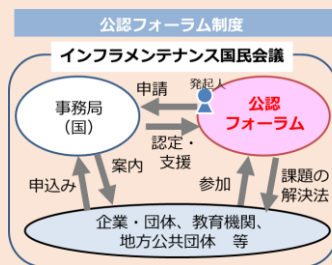 公認フォーラム制度
インフラメンテナンス国民会議
発起人
申請
事務局
(国)
公認
フォーラム
認定・
支援
案内
申込み
参加
課題の
解決法
企業・団体、教育機関、
地方公共団体 等